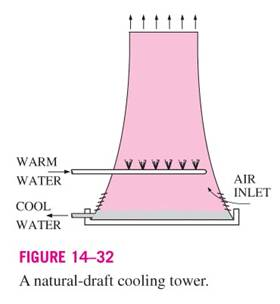 WARM
WATER
AIR
INLET
COOL
WATER
FIGURE 14–32
A natural-draft cooling tower.